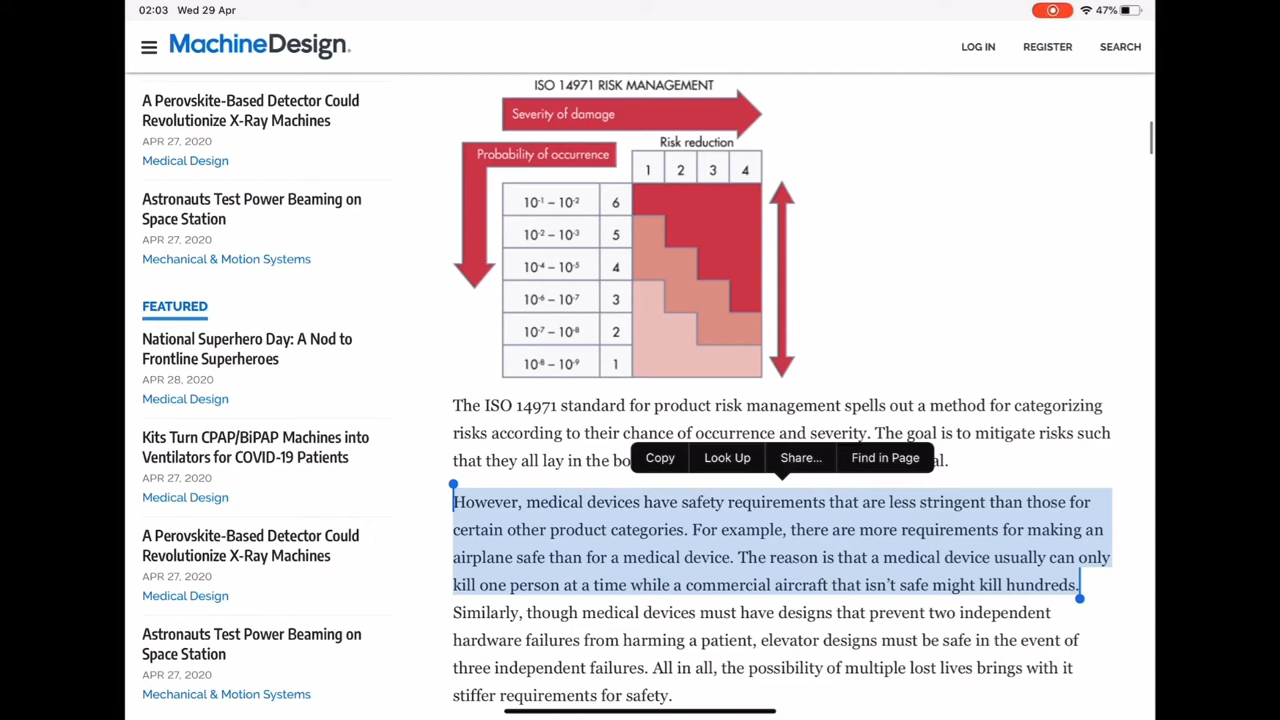 02:03 Wed 29 Apr
47%
MachineDesign.
LOG IN
REGISTER
SEARCH
A Perovskite-Based Detector Could
Revolutionize X-Ray Machines
APR 27, 2020
Medical Design
Astronauts Test Power Beaming on
Space Station
APR 27, 2020
Mechanical & Motion Systems
FEATURED
National Superhero Day: A Nod to
Frontline Superheroes
APR 28, 2020
Medical Design
Kits Turn CPAP/BiPAP Machines into
Ventilators for COVID-19 Patients
APR 27, 2020
Medical Design
A Perovskite-Based Detector Could
Revolutionize X-Ray Machines
APR 27, 2020
Medical Design
Astronauts Test Power Beaming on
Space Station
APR 27, 2020
Mechanical & Motion Systems
ISO 14971 RISK MANAGEMENT
Severity of damage
Risk reduction
Probability of occurrence
1 2 3 4
10⁻¹ – 10⁻² 6
10⁻² – 10⁻³ 5
10⁻⁴ – 10⁻⁵ 4
10⁻⁶ – 10⁻⁷ 3
10⁻⁷ – 10⁻⁸ 2
10⁻⁸ – 10⁻⁹ 1
The ISO 14971 standard for product risk management spells out a method for categorizing
risks according to their chance of occurrence and severity. The goal is to mitigate risks such
that they all lay in the
Copy Look Up Share... Find in Page
However, medical devices have safety requirements that are less stringent than those for
certain other product categories. For example, there are more requirements for making an
airplane safe than for a medical device. The reason is that a medical device usually can only
kill one person at a time while a commercial aircraft that isn't safe might kill hundreds.
Similarly, though medical devices must have designs that prevent two independent
hardware failures from harming a patient, elevator designs must be safe in the event of
three independent failures. All in all, the possibility of multiple lost lives brings with it
stiffer requirements for safety.